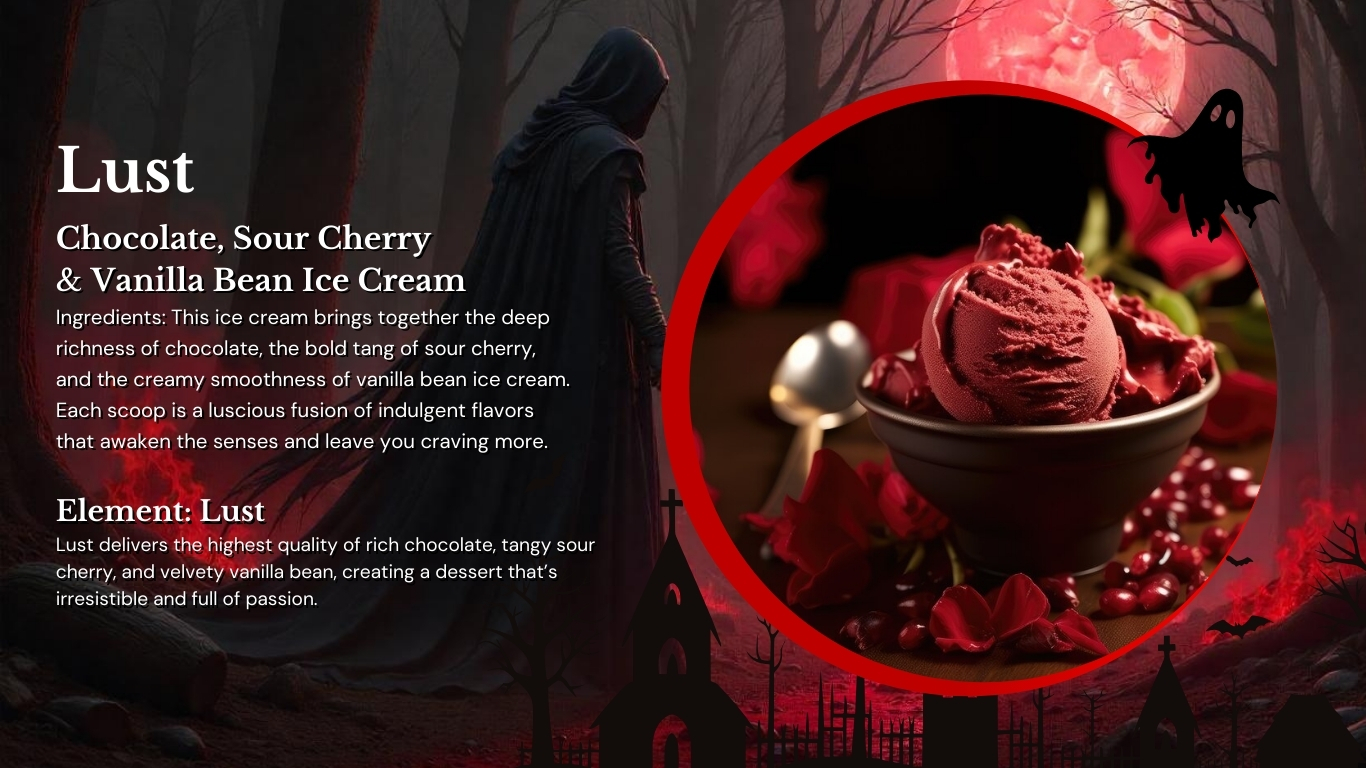 Lust
Chocolate, Sour Cherry
& Vanilla Bean Ice Cream
Ingredients: This ice cream brings together the deep
richness of chocolate, the bold tang of sour cherry,
and the creamy smoothness of vanilla bean ice cream.
Each scoop is a luscious fusion of indulgent flavors
that awaken the senses and leave you craving more.
Element: Lust
Lust delivers the highest quality of rich chocolate, tangy sour
cherry, and velvety vanilla bean, creating a dessert that’s
irresistible and full of passion.